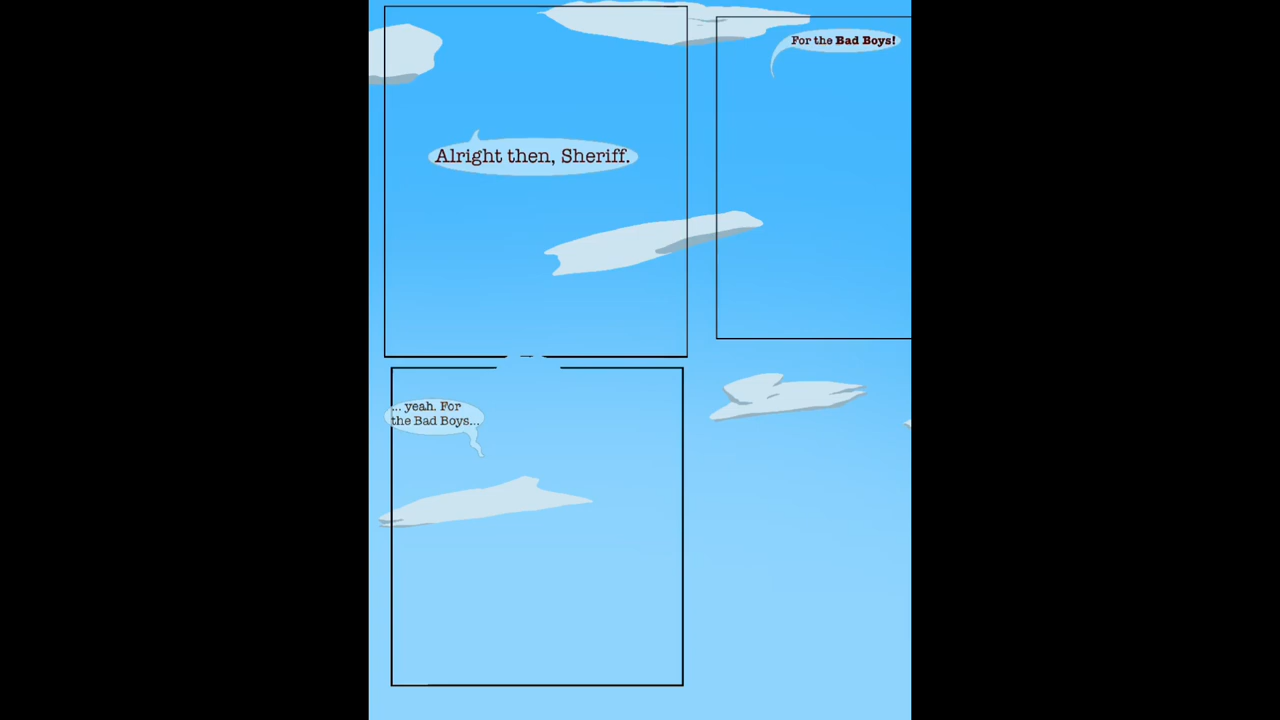 Alright then, Sheriff.
For the Bad Boys!
... yeah. For
the Bad Boys...